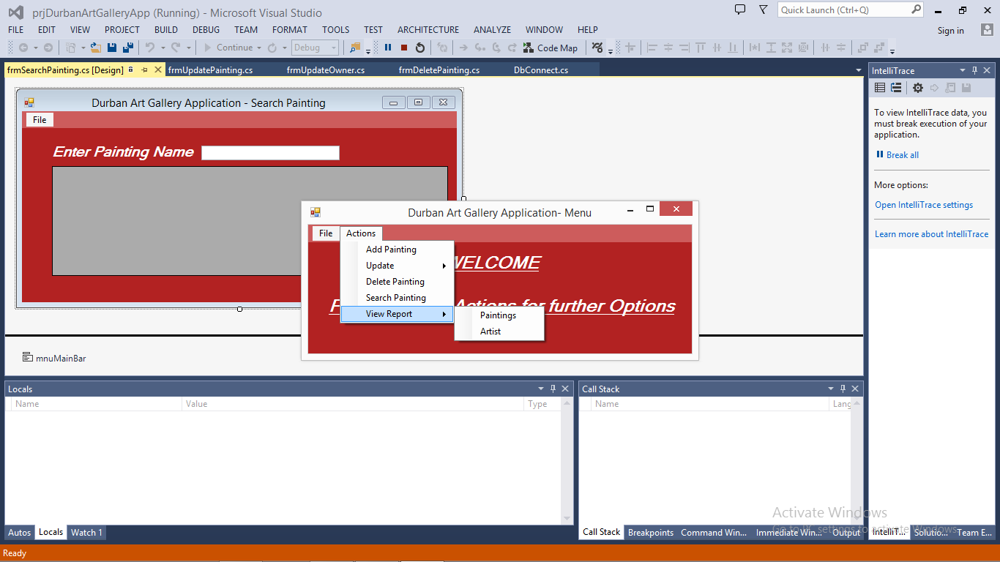 prjDurbanArtGalleryApp (Running) - Microsoft Visual Studio
Quick Launch (Ctrl+Q)
FILE EDIT VIEW PROJECT BUILD DEBUG TEAM FORMAT TOOLS TEST ARCHITECTURE ANALYZE WINDOW HELP
Sign in
Continue Debug Code Map
frmSearchPainting.cs [Design] frmUpdatePainting.cs frmUpdateOwner.cs frmDeletePainting.cs DbConnect.cs
Durban Art Gallery Application - Search Painting
File
Enter Painting Name
Durban Art Gallery Application- Menu
File Actions
Add Painting
Update
Delete Painting
Search Painting
View Report
Paintings
Artist
WELCOME
Actions for further Options
mnuMainBar
IntelliTrace
To view IntelliTrace data, you
must break execution of your
application.
Break all
More options:
Open IntelliTrace settings
Learn more about IntelliTrace
Locals
Name Value Type
Autos Locals Watch 1
Call Stack
Name Lang
Call Stack Breakpoints Command Win... Immediate Win... Output
IntelliT... Solutio... Team E...
Activate Windows
Go to PC settings to activate Windows.
Ready